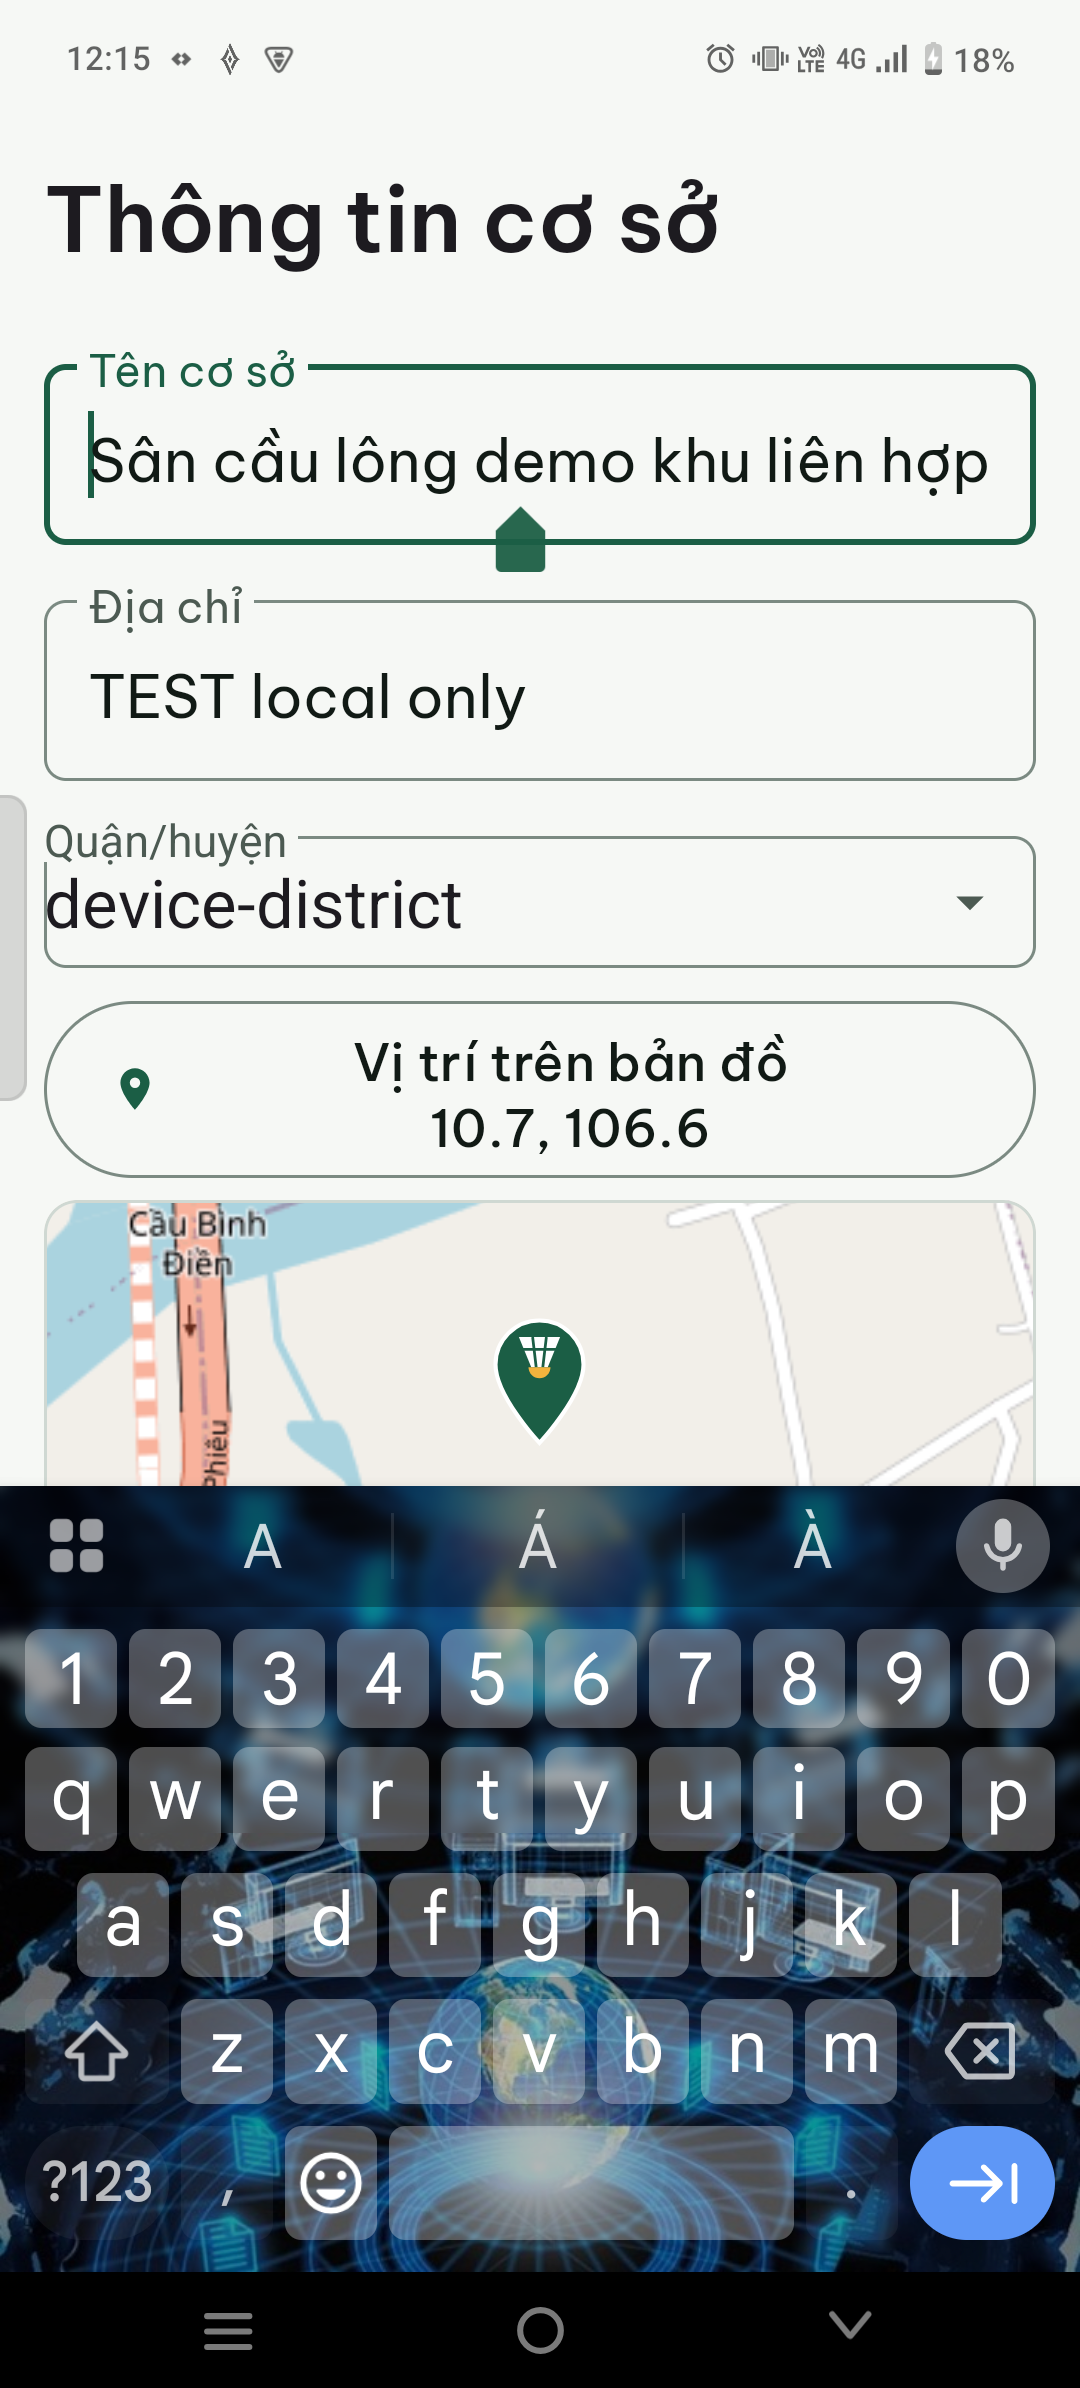 12:15
VoLTE 4G 18%
Thông tin cơ sở
Tên cơ sở
Sân cầu lông demo khu liên hợp
Địa chỉ
TEST local only
Quận/huyện
device-district
Vị trí trên bản đồ
10.7, 106.6
Cầu Bình
Điền
Phiêu
A Á À
1 2 3 4 5 6 7 8 9 0
q w e r t y u i o p
a s d f g h j k l
z x c v b n m
?123 , .